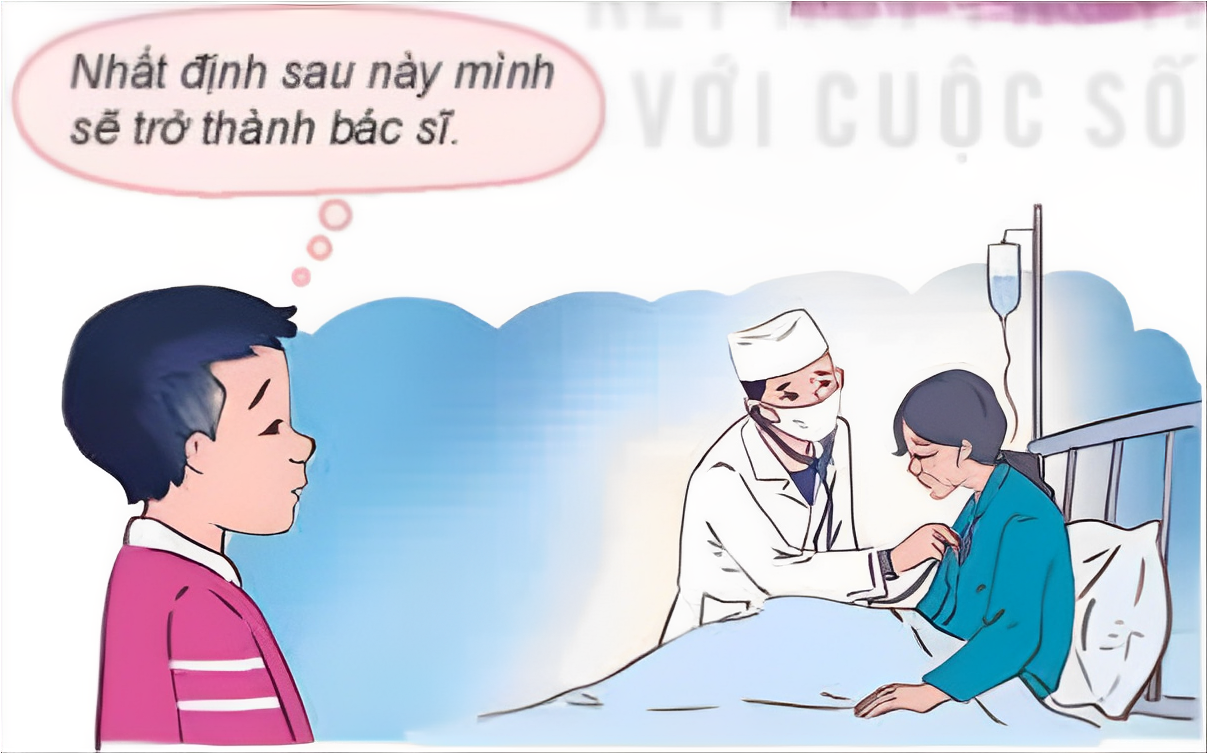 VỚI CUỘC SỐ
Nhất định sau này mình
sẽ trở thành bác sĩ.